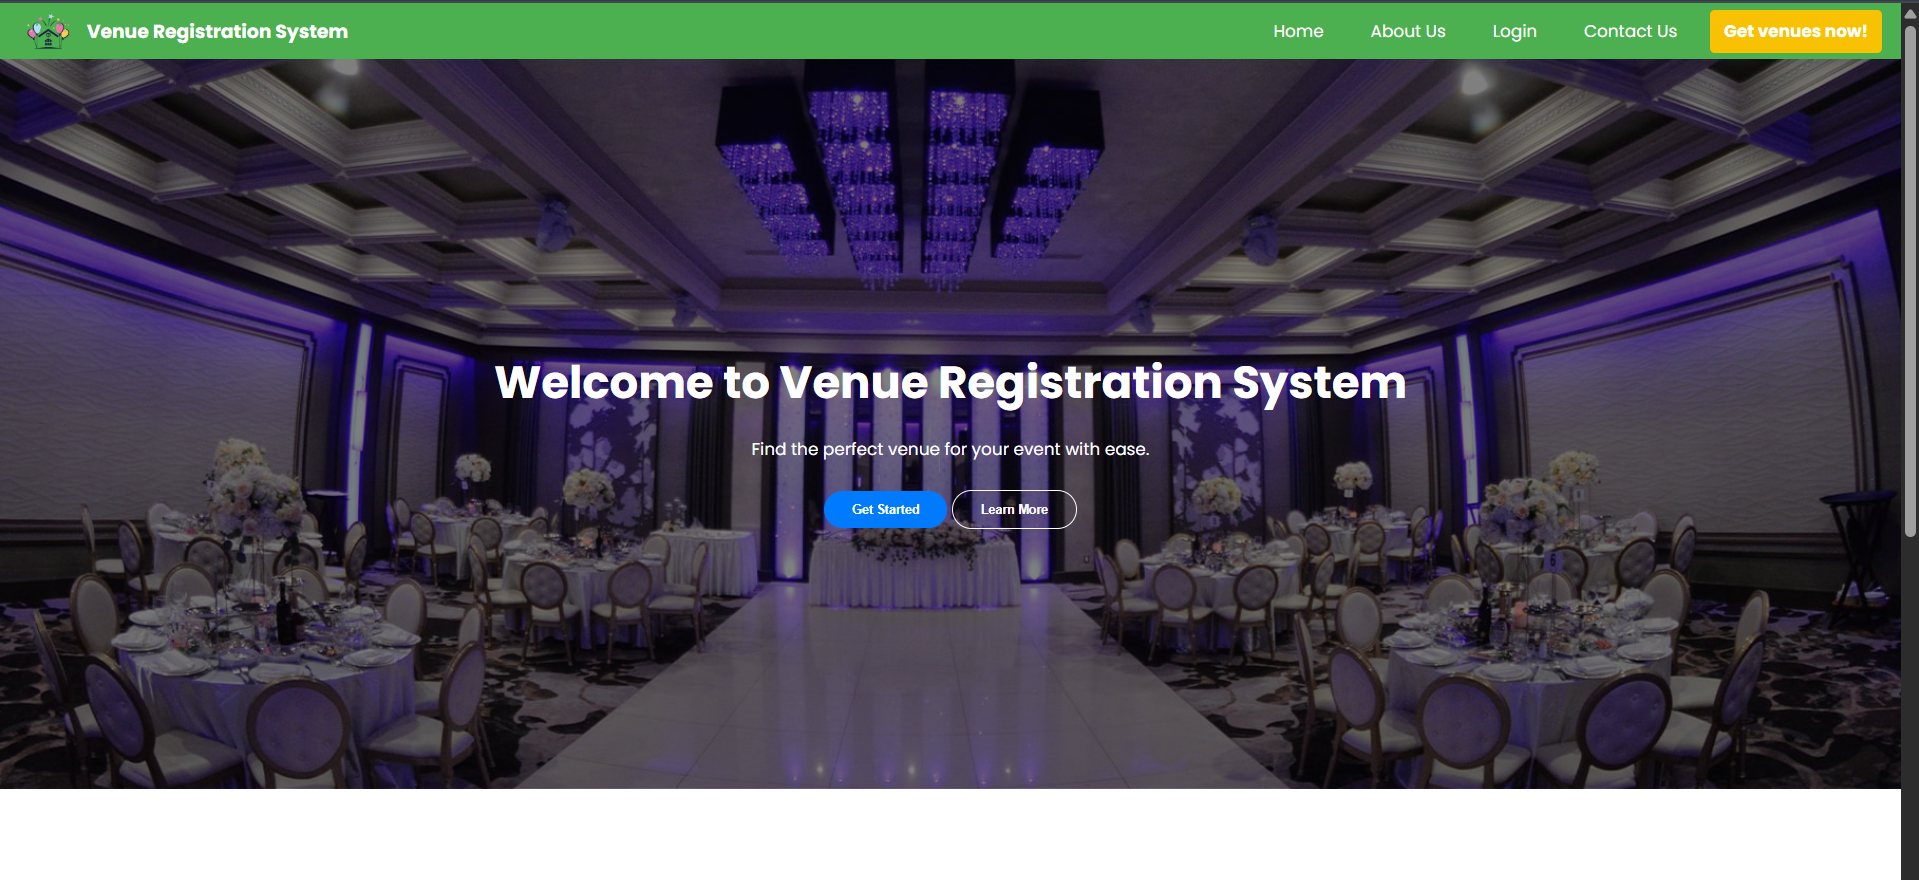 Venue Registration System
Home
About Us
Login
Contact Us
Get venues now!
Welcome to Venue Registration System
Find the perfect venue for your event with ease.
Get Started
Learn More
6